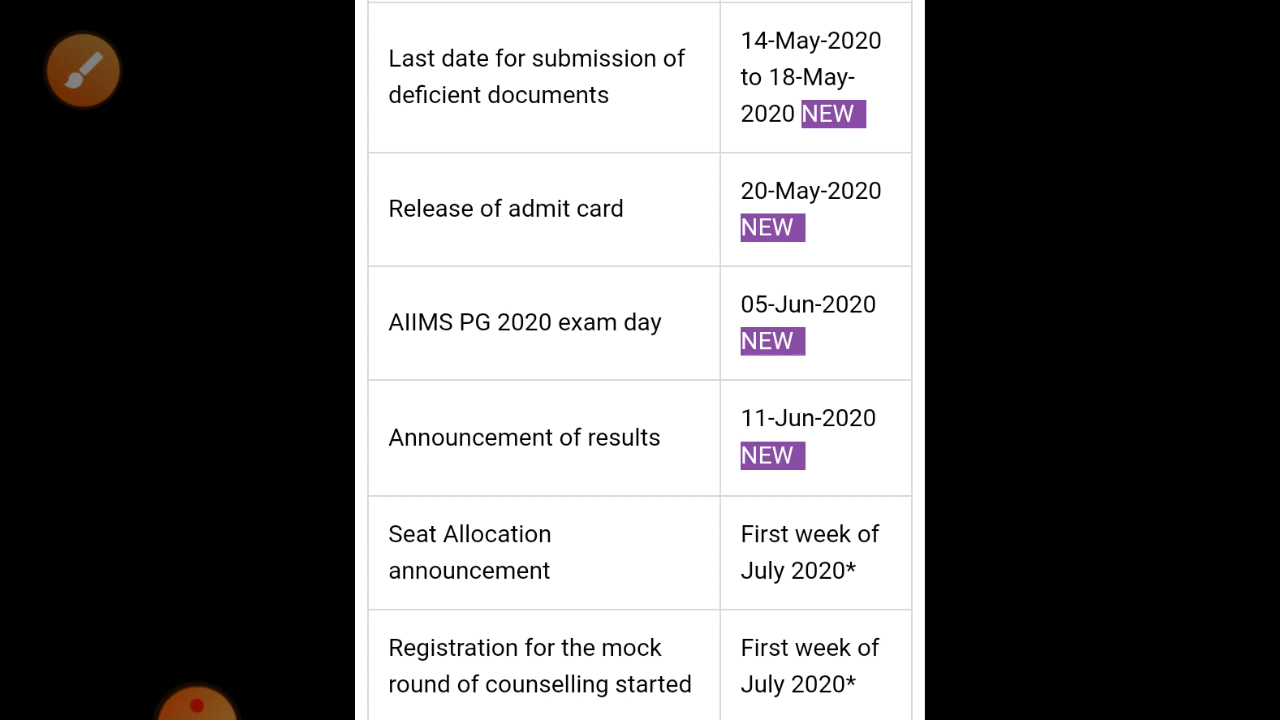 Last date for submission of
deficient documents
14-May-2020
to 18-May-
2020 NEW
Release of admit card
20-May-2020
NEW
AIIMS PG 2020 exam day
05-Jun-2020
NEW
Announcement of results
11-Jun-2020
NEW
Seat Allocation
announcement
First week of
July 2020*
Registration for the mock
round of counselling started
First week of
July 2020*